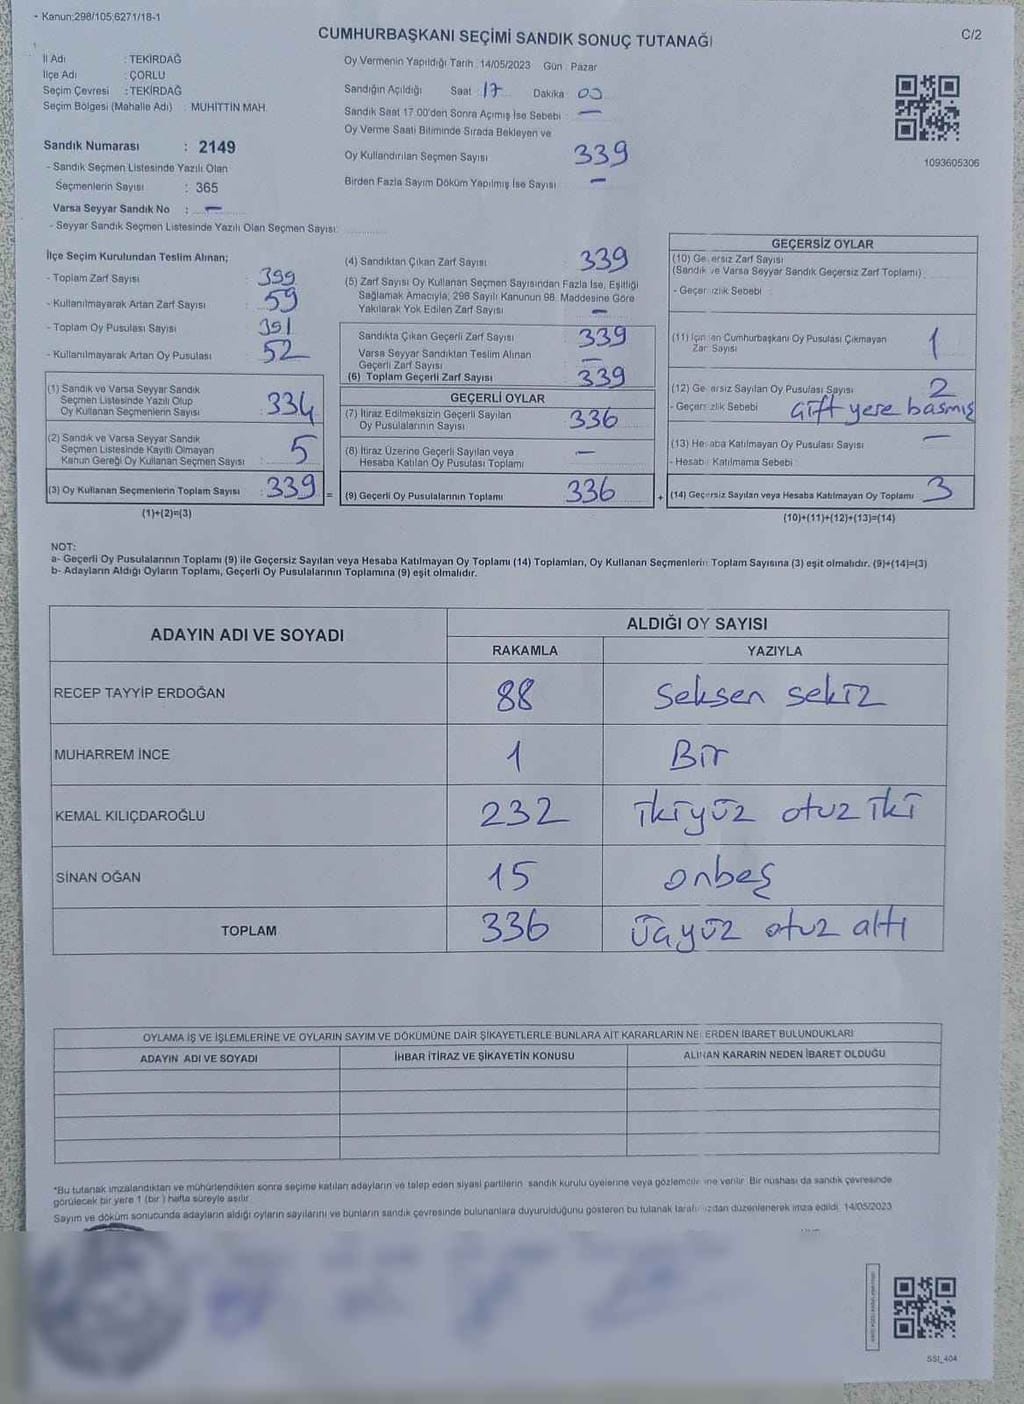 - Kanun:298/105,6271/18-1
CUMHURBAŞKANI SEÇİMİ SANDIK SONUÇ TUTANAĞI
C/2
İl Adı : TEKİRDAĞ
İlçe Adı : ÇORLU
Seçim Çevresi : TEKİRDAĞ
Seçim Bölgesi (Mahalle Adı) : MUHİTTİN MAH.
Sandık Numarası : 2149
- Sandık Seçmen Listesinde Yazılı Olan
Seçmenlerin Sayısı : 365
Varsa Seyyar Sandık No : -
- Seyyar Sandık Seçmen Listesinde Yazılı Olan Seçmen Sayısı:
Oy Vermenin Yapıldığı Tarih : 14/05/2023 Gün : Pazar
Sandığın Açıldığı Saat 17 Dakika 00
Sandık Saat 17:00'den Sonra Açımış İse Sebebi : -
Oy Verme Saati Bitiminde Sırada Bekleyen ve
Oy Kullandırılan Seçmen Sayısı 339
Birden Fazla Sayım Döküm Yapılmış İse Sayısı : -
1093605306
İlçe Seçim Kurulundan Teslim Alınan;
- Toplam Zarf Sayısı : 399
- Kullanılmayarak Artan Zarf Sayısı : 59
- Toplam Oy Pusulası Sayısı : 391
- Kullanılmayarak Artan Oy Pusulası : 52
(1) Sandık ve Varsa Seyyar Sandık
Seçmen Listesinde Yazılı Olup
Oy Kullanan Seçmenlerin Sayısı : 334
(2) Sandık ve Varsa Seyyar Sandık
Seçmen Listesinde Kayıtlı Olmayan
Kanun Gereği Oy Kullanan Seçmen Sayısı : 5
(3) Oy Kullanan Seçmenlerin Toplam Sayısı : 339 =
(1)+(2)=(3)
(4) Sandıktan Çıkan Zarf Sayısı 339
(5) Zarf Sayısı Oy Kullanan Seçmen Sayısından Fazla İse, Eşitliği
Sağlamak Amacıyla, 298 Sayılı Kanunun 98. Maddesine Göre
Yakılarak Yok Edilen Zarf Sayısı -
Sandıkta Çıkan Geçerli Zarf Sayısı 339
Varsa Seyyar Sandıktan Teslim Alınan
Geçerli Zarf Sayısı -
(6) Toplam Geçerli Zarf Sayısı 339
GEÇERLİ OYLAR
(7) İtiraz Edilmeksizin Geçerli Sayılan
Oy Pusulalarının Sayısı 336
(8) İtiraz Üzerine Geçerli Sayılan veya
Hesaba Katılan Oy Pusulası Toplamı -
(9) Geçerli Oy Pusulalarının Toplamı 336 +
GEÇERSİZ OYLAR
(10) Geçersiz Zarf Sayısı
(Sandık ve Varsa Seyyar Sandık Geçersiz Zarf Toplamı) :
- Geçersizlik Sebebi :
(11) İçinden Cumhurbaşkanı Oy Pusulası Çıkmayan
Zarf Sayısı 1
(12) Geçersiz Sayılan Oy Pusulası Sayısı 2
- Geçersizlik Sebebi : Çift yere basmış
(13) Hesaba Katılmayan Oy Pusulası Sayısı -
- Hesaba Katılmama Sebebi :
(14) Geçersiz Sayılan veya Hesaba Katılmayan Oy Toplamı 3
(10)+(11)+(12)+(13)=(14)
NOT:
a- Geçerli Oy Pusulalarının Toplamı (9) ile Geçersiz Sayılan veya Hesaba Katılmayan Oy Toplamı (14) Toplamları, Oy Kullanan Seçmenlerin Toplam Sayısına (3) eşit olmalıdır. (9)+(14)=(3)
b- Adayların Aldığı Oyların Toplamı, Geçerli Oy Pusulalarının Toplamına (9) eşit olmalıdır.
ADAYIN ADI VE SOYADI
ALDIĞI OY SAYISI
RAKAMLA YAZIYLA
RECEP TAYYİP ERDOĞAN 88 Seksen sekiz
MUHARREM İNCE 1 Bir
KEMAL KILIÇDAROĞLU 232 ikiyüz otuz iki
SİNAN OĞAN 15 onbeş
TOPLAM 336 üçyüz otuz altı
OYLAMA İŞ VE İŞLEMLERİNE VE OYLARIN SAYIM VE DÖKÜMÜNE DAİR ŞİKAYETLERLE BUNLARA AİT KARARLARIN NELERDEN İBARET BULUNDUKLARI
ADAYIN ADI VE SOYADI İHBAR İTİRAZ VE ŞİKAYETİN KONUSU ALINAN KARARIN NEDEN İBARET OLDUĞU
*Bu tutanak imzalandıktan ve mühürlendikten sonra seçime katılan adayların ve talep eden siyasi partilerin sandık kurulu üyelerine veya gözlemcilerine verilir. Bir nüshası da sandık çevresinde
görülecek bir yere 1 (bir) hafta süreyle asılır.
Sayım ve döküm sonucunda adayların aldığı oyların sayılarını ve bunların sandık çevresinde bulunanlara duyurulduğunu gösteren bu tutanak tarafımızdan düzenlenerek imza edildi. 14/05/2023
SSI_404